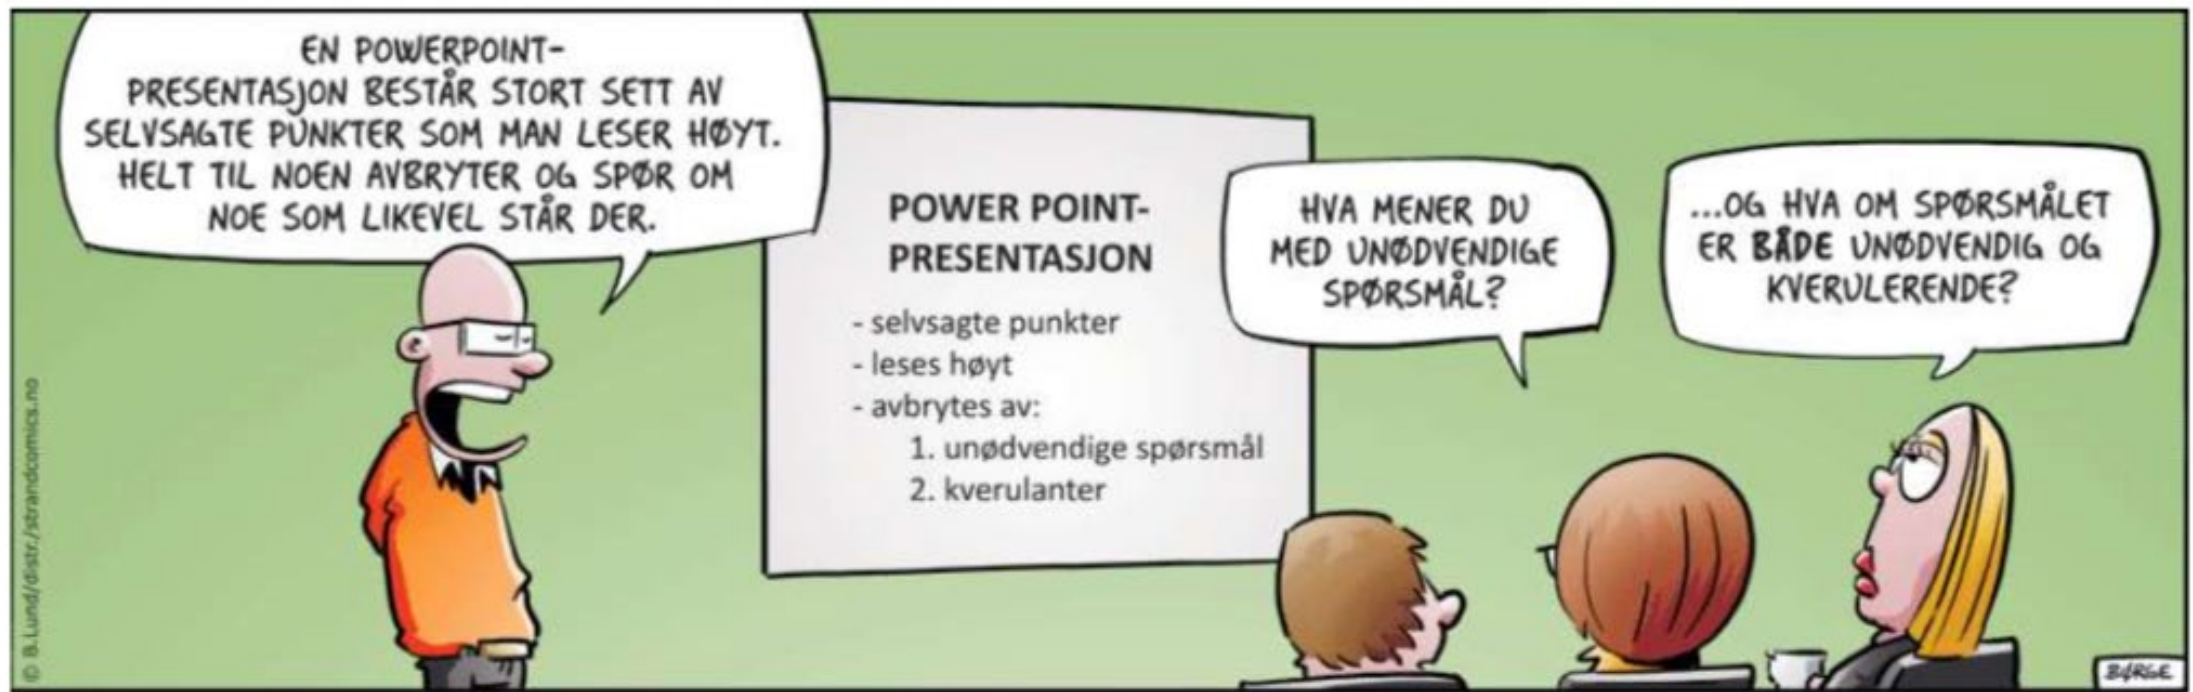 EN POWERPOINT-
PRESENTASJON BESTÅR STORT SETT AV
SELVSAGTE PUNKTER SOM MAN LESER HØYT.
HELT TIL NOEN AVBRYTER OG SPØR OM
NOE SOM LIKEVEL STÅR DER.
POWER POINT-
PRESENTASJON
- selvsagte punkter
- leses høyt
- avbrytes av:
1. unødvendige spørsmål
2. kverulanter
HVA MENER DU
MED UNØDVENDIGE
SPØRSMÅL?
...OG HVA OM SPØRSMÅLET
ER BÅDE UNØDVENDIG OG
KVERULERENDE?
© B.Lund/distr./strandcomics.no
BØRGE